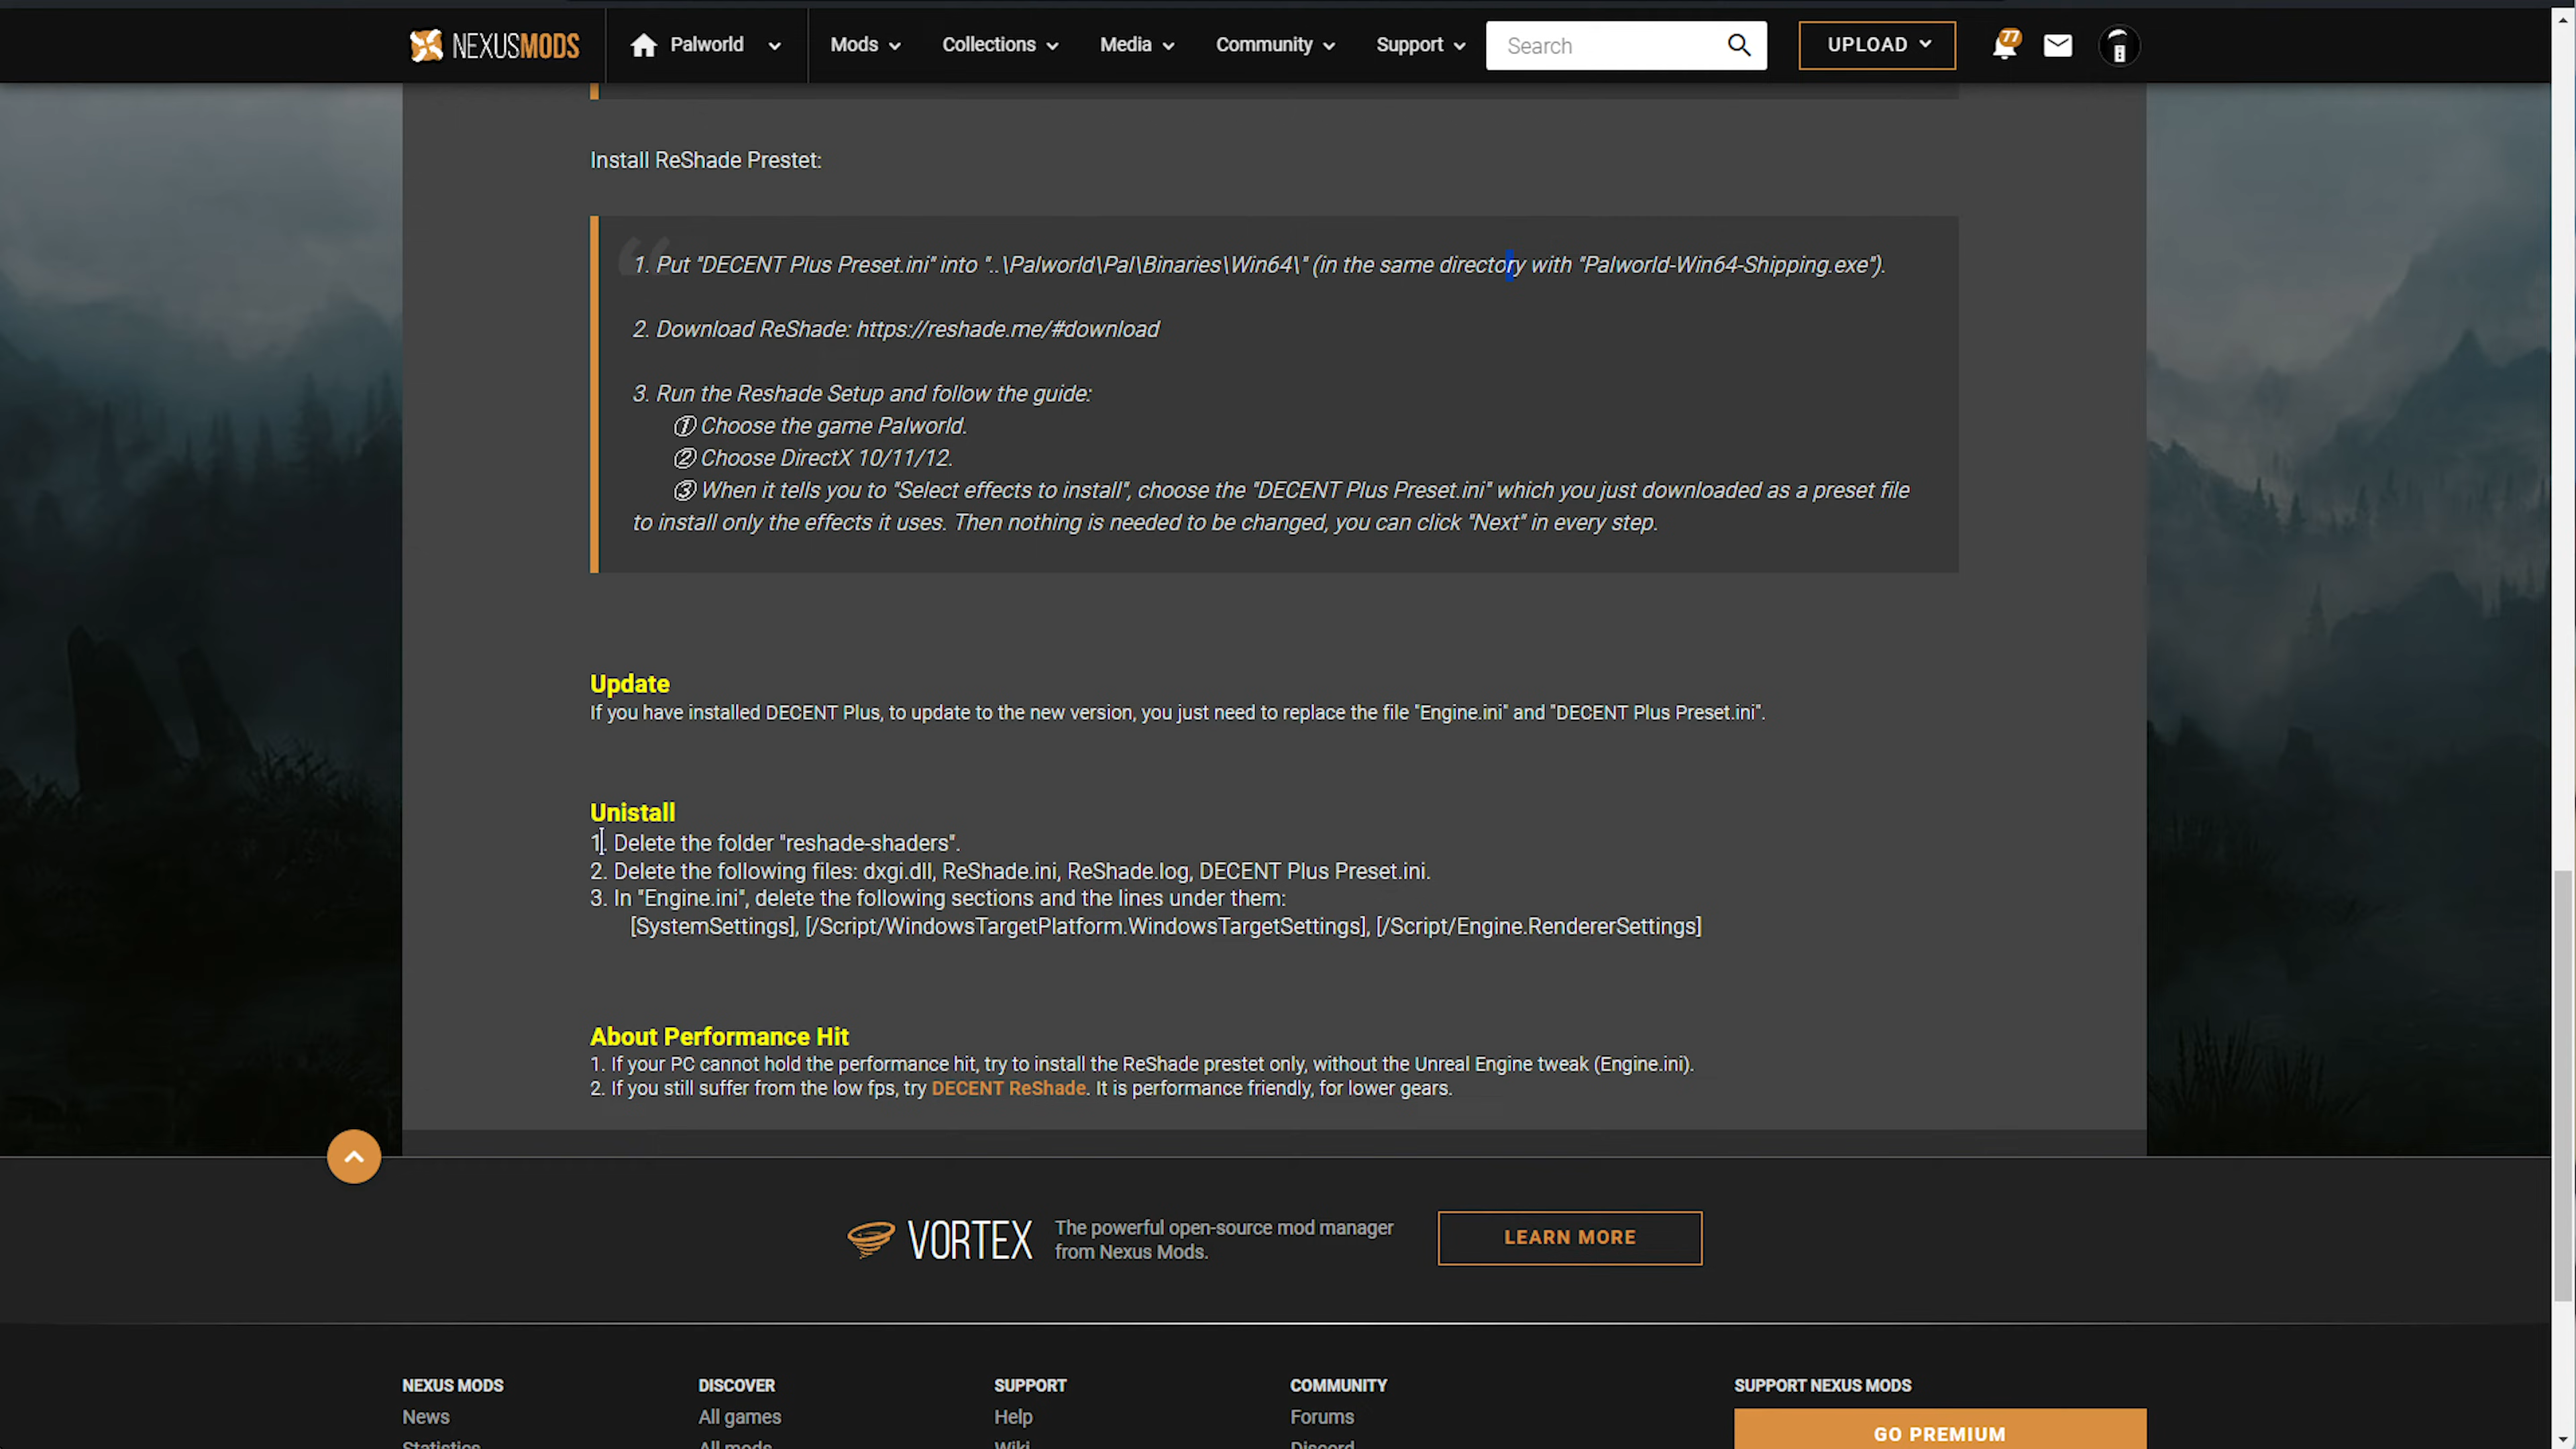 NEXUSMODS
Palworld
Mods
Collections
Media
Community
Support
Search
UPLOAD
77
Install ReShade Prestet:
1. Put "DECENT Plus Preset.ini" into "..\Palworld\Pal\Binaries\Win64\" (in the same directory with "Palworld-Win64-Shipping.exe").
2. Download ReShade: https://reshade.me/#download
3. Run the Reshade Setup and follow the guide:
① Choose the game Palworld.
② Choose DirectX 10/11/12.
③ When it tells you to "Select effects to install", choose the "DECENT Plus Preset.ini" which you just downloaded as a preset file
to install only the effects it uses. Then nothing is needed to be changed, you can click "Next" in every step.
Update
If you have installed DECENT Plus, to update to the new version, you just need to replace the file "Engine.ini" and "DECENT Plus Preset.ini".
Unistall
1. Delete the folder "reshade-shaders".
2. Delete the following files: dxgi.dll, ReShade.ini, ReShade.log, DECENT Plus Preset.ini.
3. In "Engine.ini", delete the following sections and the lines under them:
[SystemSettings], [/Script/WindowsTargetPlatform.WindowsTargetSettings], [/Script/Engine.RendererSettings]
About Performance Hit
1. If your PC cannot hold the performance hit, try to install the ReShade prestet only, without the Unreal Engine tweak (Engine.ini).
2. If you still suffer from the low fps, try DECENT ReShade. It is performance friendly, for lower gears.
VORTEX
The powerful open-source mod manager
from Nexus Mods.
LEARN MORE
NEXUS MODS
DISCOVER
SUPPORT
COMMUNITY
SUPPORT NEXUS MODS
News
All games
Help
Forums
GO PREMIUM
Statistics
All mods
Wiki
Discord